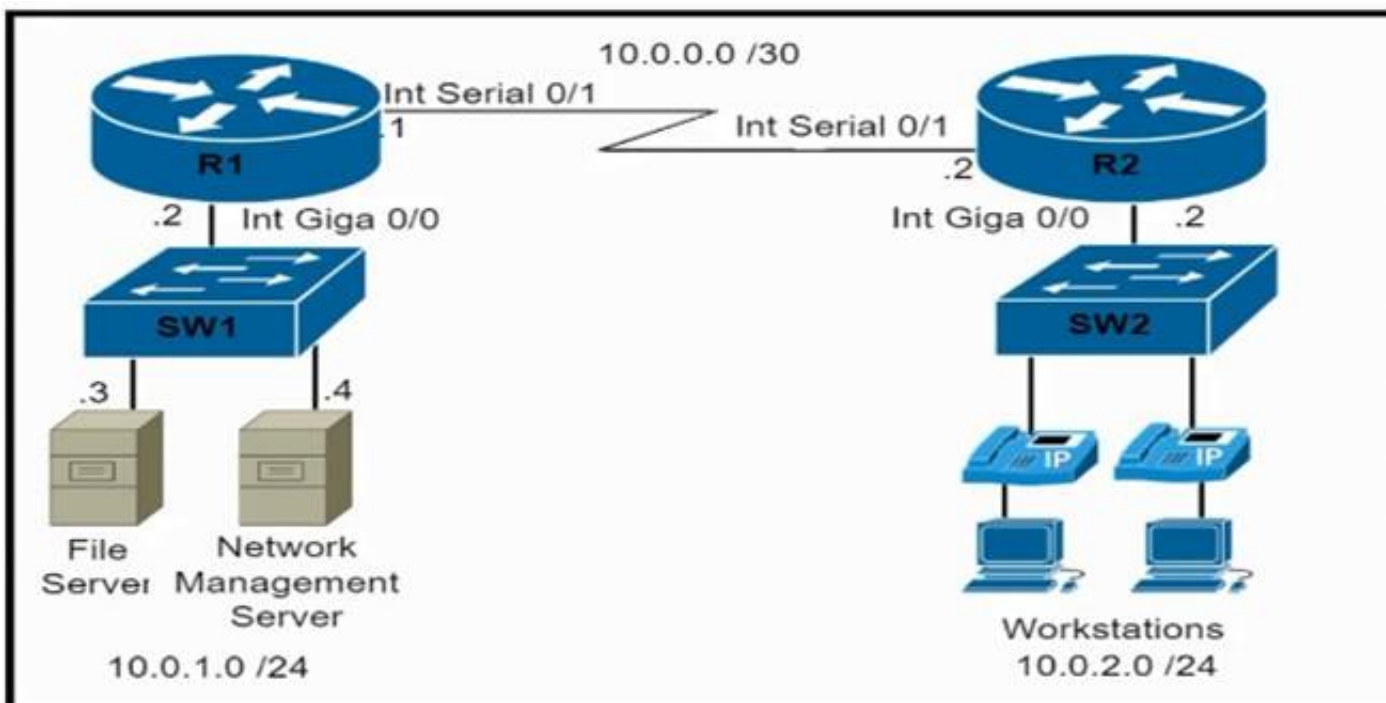 10.0.0.0 /30
Int Serial 0/1
.1
Int Serial 0/1
.2
R1
R2
.2
Int Giga 0/0
Int Giga 0/0
.2
SW1
SW2
.3
.4
IP
IP
File
Server
Network
Management
Server
10.0.1.0 /24
Workstations
10.0.2.0 /24